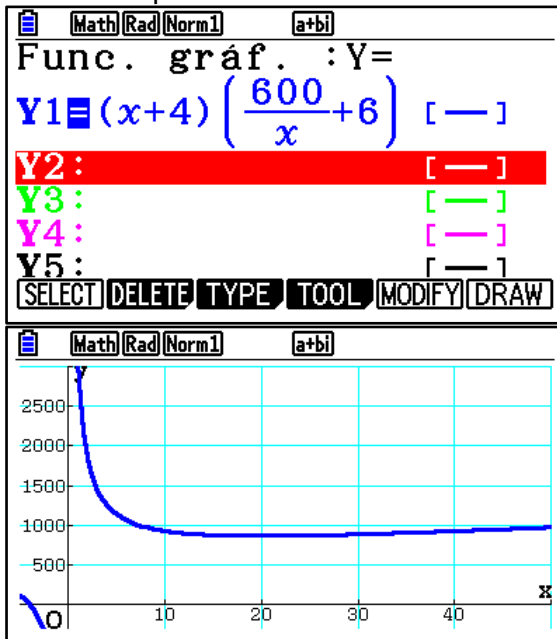 Math Rad Norm1 a+bi
Func. gráf. :Y=
Y1=(x+4)(600/x+6) [—]
Y2: [—]
Y3: [—]
Y4: [—]
Y5: [—]
SELECT DELETE TYPE TOOL MODIFY DRAW
Math Rad Norm1 a+bi
y
2500
2000
1500
1000
500
x
O 10 20 30 40